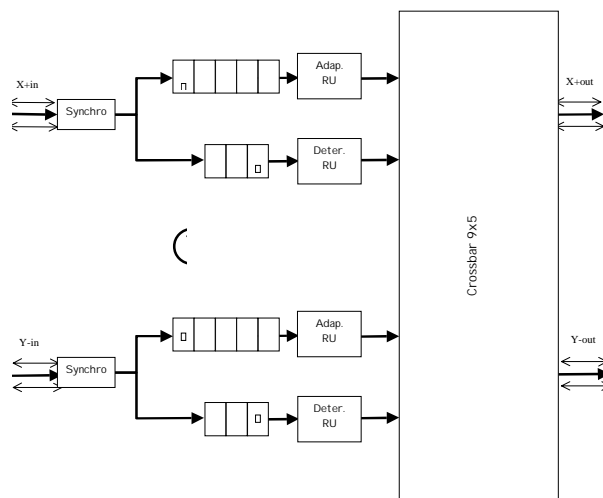 X+in
Synchro
Adap.
RU
X+out
Deter.
RU
Crossbar 9x5
Y-in
Synchro
Adap.
RU
Y-out
Deter.
RU